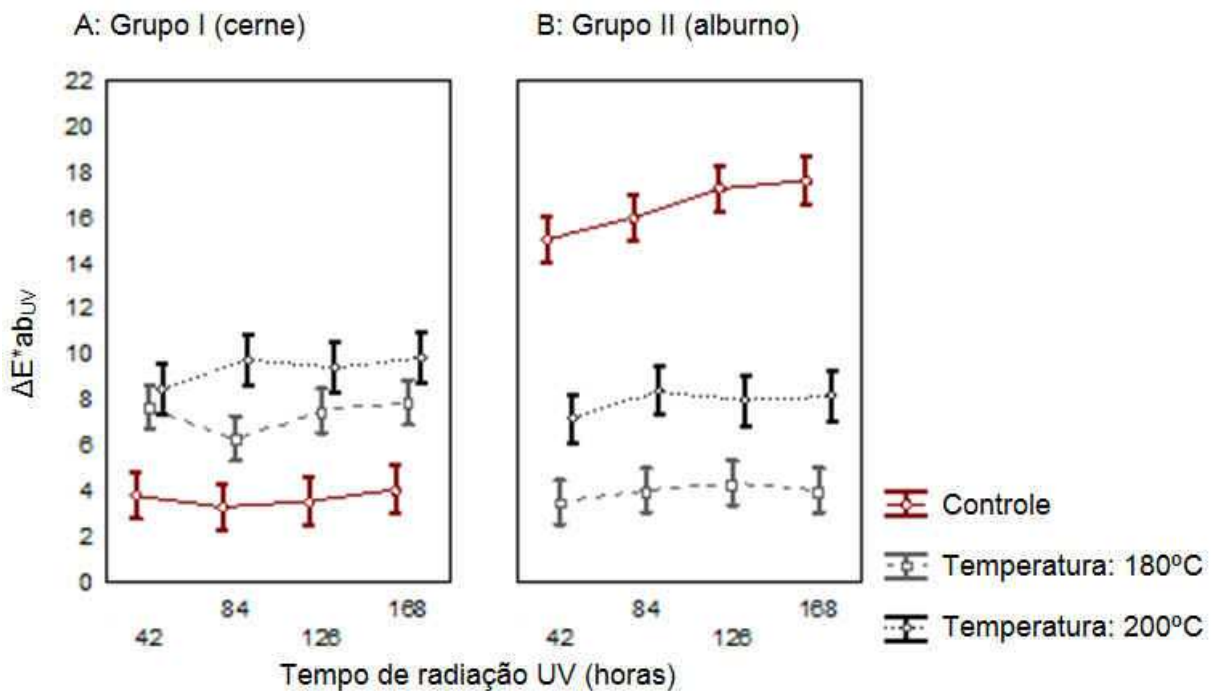 A: Grupo I (cerne)
B: Grupo II (alburno)
22
20
18
16
14
12
10
8
6
4
2
0
ΔE*abUV
84
168
84
168
42
126
42
126
Tempo de radiação UV (horas)
Controle
Temperatura: 180ºC
Temperatura: 200ºC